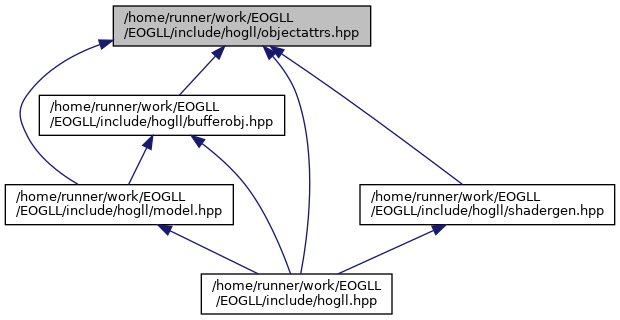 /home/runner/work/EOGLL
/EOGLL/include/hogll/objectattrs.hpp
/home/runner/work/EOGLL
/EOGLL/include/hogll/bufferobj.hpp
/home/runner/work/EOGLL
/EOGLL/include/hogll/model.hpp
/home/runner/work/EOGLL
/EOGLL/include/hogll/shadergen.hpp
/home/runner/work/EOGLL
/EOGLL/include/hogll.hpp